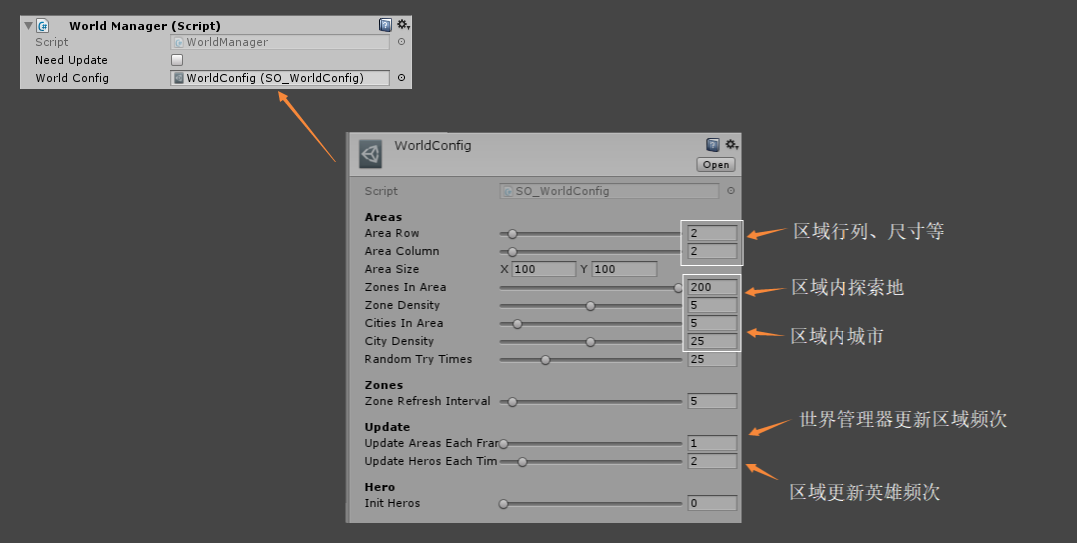 World Manager (Script)
Script WorldManager
Need Update
World Config WorldConfig (SO_WorldConfig)
WorldConfig
Open
Script SO_WorldConfig
Areas
Area Row 2
Area Column 2
Area Size X 100 Y 100
Zones In Area 200
Zone Density 5
Cities In Area 5
City Density 25
Random Try Times 25
Zones
Zone Refresh Interval 5
Update
Update Areas Each Fran 1
Update Heros Each Tim 2
Hero
Init Heros 0
区域行列、尺寸等
区域内探索地
区域内城市
世界管理器更新区域频次
区域更新英雄频次